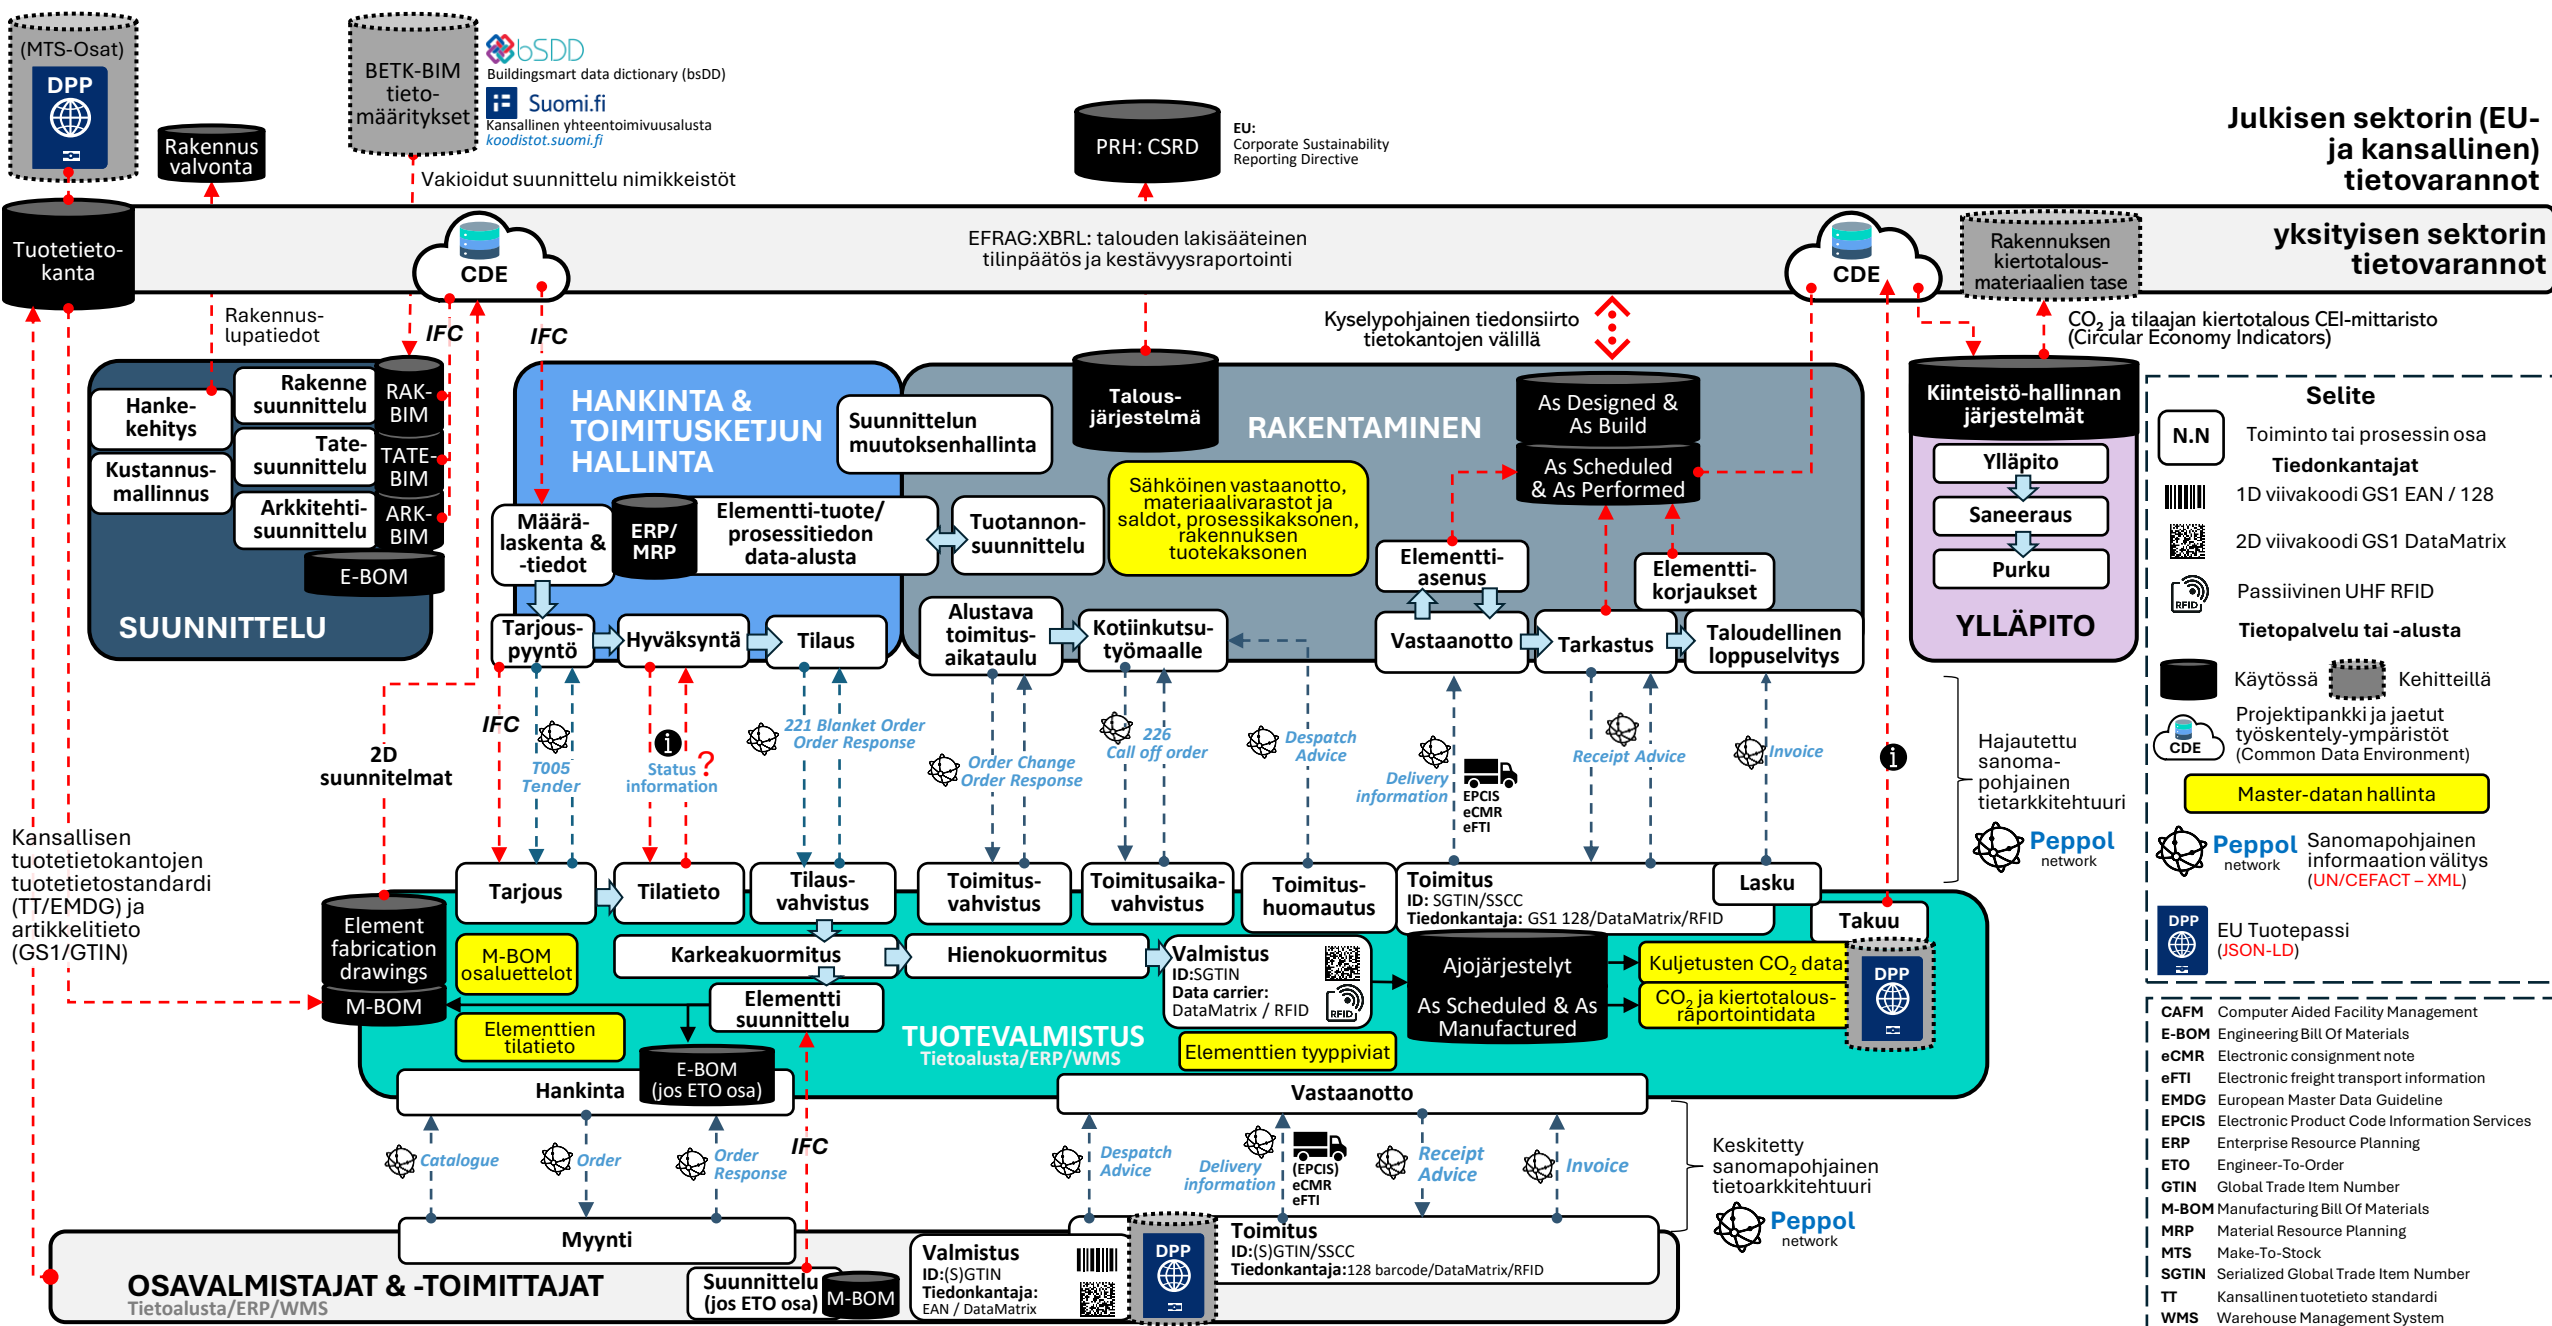 (MTS-Osat)
DPP
BETK-BIM
tieto-
määritykset
bSDD
Buildingsmart data dictionary (bsDD)
Suomi.fi
Kansallinen yhteentoimivuusalusta
koodistot.suomi.fi
Rakennus
valvonta
Vakioidut suunnittelu nimikkeistöt
PRH: CSRD
EU:
Corporate Sustainability
Reporting Directive
Julkisen sektorin (EU-
ja kansallinen)
tietovarannot
Tuotetieto-
kanta
CDE
EFRAG:XBRL: talouden lakisääteinen
tilinpäätös ja kestävyysraportointi
CDE
Rakennuksen
kiertotalous-
materiaalien tase
yksityisen sektorin
tietovarannot
Rakennus-
lupatiedot
IFC
IFC
Kyselypohjainen tiedonsiirto
tietokantojen välillä
CO2 ja tilaajan kiertotalous CEI-mittaristo
(Circular Economy Indicators)
Hanke-
kehitys
Kustannus-
mallinnus
Rakenne
suunnittelu
Tate-
suunnittelu
Arkkitehti-
suunnittelu
RAK-
BIM
TATE-
BIM
ARK-
BIM
E-BOM
SUUNNITTELU
HANKINTA &
TOIMITUSKETJUN
HALLINTA
Suunnittelun
muutoksenhallinta
Talous-
järjestelmä
RAKENTAMINEN
As Designed &
As Build
As Scheduled
& As Performed
Määrä-
laskenta &
-tiedot
ERP/
MRP
Elementti-tuote/
prosessitiedon
data-alusta
Tuotannon-
suunnittelu
Sähköinen vastaanotto,
materiaalivarastot ja
saldot, prosessikaksonen,
rakennuksen
tuotekaksonen
Elementti-
asenus
Elementti-
korjaukset
Tarjous-
pyyntö
Hyväksyntä
Tilaus
Alustava
toimitus-
aikataulu
Kotiinkutsu-
työmaalle
Vastaanotto
Tarkastus
Taloudellinen
loppuselvitys
Kiinteistö-hallinnan
järjestelmät
Ylläpito
Saneeraus
Purku
YLLÄPITO
Selite
N.N
Toiminto tai prosessin osa
Tiedonkantajat
1D viivakoodi GS1 EAN / 128
2D viivakoodi GS1 DataMatrix
RFID
Passiivinen UHF RFID
Tietopalvelu tai -alusta
Käytössä
Kehitteillä
CDE
Projektipankki ja jaetut
työskentely-ympäristöt
(Common Data Environment)
Master-datan hallinta
Peppol
network
Sanomapohjainen
informaation välitys
(UN/CEFACT – XML)
DPP
EU Tuotepassi
(JSON-LD)
2D
suunnitelmat
IFC
T005
Tender
i
Status ?
information
221 Blanket Order
Order Response
Order Change
Order Response
226
Call off order
Despatch
Advice
Delivery
information
EPCIS
eCMR
eFTI
Receipt Advice
Invoice
i
Hajautettu
sanoma-
pohjainen
tietarkkitehtuuri
Peppol
network
Kansallisen
tuotetietokantojen
tuotetietostandardi
(TT/EMDG) ja
artikkelitieto
(GS1/GTIN)
Tarjous
Tilatieto
Tilaus-
vahvistus
Toimitus-
vahvistus
Toimitusaika-
vahvistus
Toimitus-
huomautus
Toimitus
ID: SGTIN/SSCC
Tiedonkantaja: GS1 128/DataMatrix/RFID
Lasku
Takuu
Element
fabrication
drawings
M-BOM
M-BOM
osaluettelot
Karkeakuormitus
Hienokuormitus
Valmistus
ID:SGTIN
Data carrier:
DataMatrix / RFID
RFID
Ajojärjestelyt
As Scheduled & As
Manufactured
Kuljetusten CO2 data
CO2 ja kiertotalous-
raportointidata
DPP
Elementtien
tilatieto
Elementti
suunnittelu
TUOTEVALMISTUS
Tietoalusta/ERP/WMS
Elementtien tyyppiviat
E-BOM
(jos ETO osa)
Hankinta
Vastaanotto
Catalogue
Order
Order
Response
IFC
Despatch
Advice
Delivery
information
(EPCIS)
eCMR
eFTI
Receipt
Advice
Invoice
Keskitetty
sanomapohjainen
tietoarkkitehtuuri
Peppol
network
Myynti
OSAVALMISTAJAT & -TOIMITTAJAT
Tietoalusta/ERP/WMS
Suunnittelu
(jos ETO osa)
M-BOM
Valmistus
ID:(S)GTIN
Tiedonkantaja:
EAN / DataMatrix
DPP
Toimitus
ID:(S)GTIN/SSCC
Tiedonkantaja:128 barcode/DataMatrix/RFID
CAFM Computer Aided Facility Management
E-BOM Engineering Bill Of Materials
eCMR Electronic consignment note
eFTI Electronic freight transport information
EMDG European Master Data Guideline
EPCIS Electronic Product Code Information Services
ERP Enterprise Resource Planning
ETO Engineer-To-Order
GTIN Global Trade Item Number
M-BOM Manufacturing Bill Of Materials
MRP Material Resource Planning
MTS Make-To-Stock
SGTIN Serialized Global Trade Item Number
TT Kansallinen tuotetieto standardi
WMS Warehouse Management System